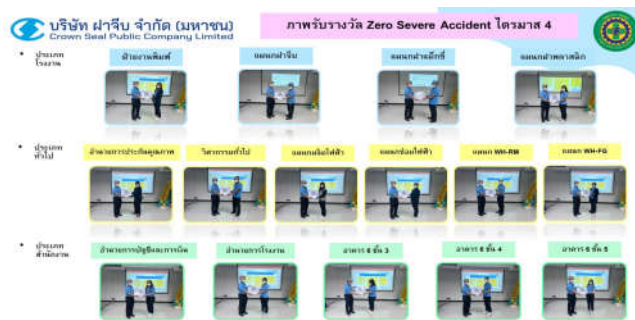 บริษัท ฝาจีบ จำกัด (มหาชน)
Crown Seal Public Company Limited
ภาพรับรางวัล Zero Severe Accident ไตรมาส 4
• ประเภทโรงงาน
ฝ่ายงานพิมพ์
แผนกฝาจีบ
แผนกฝาแม็กซี่
แผนกฝาพลาสติก
• ประเภททั่วไป
อำนวยการประกันคุณภาพ
วิศวกรรมทั่วไป
แผนกผลิตไฟฟ้า
แผนกซ่อมไฟฟ้า
แผนก WH-RM
แผนก WH-FG
• ประเภทสำนักงาน
อำนวยการบัญชีและการเงิน
อำนวยการโรงงาน
อาคาร 6 ชั้น 3
อาคาร 6 ชั้น 4
อาคาร 6 ชั้น 5